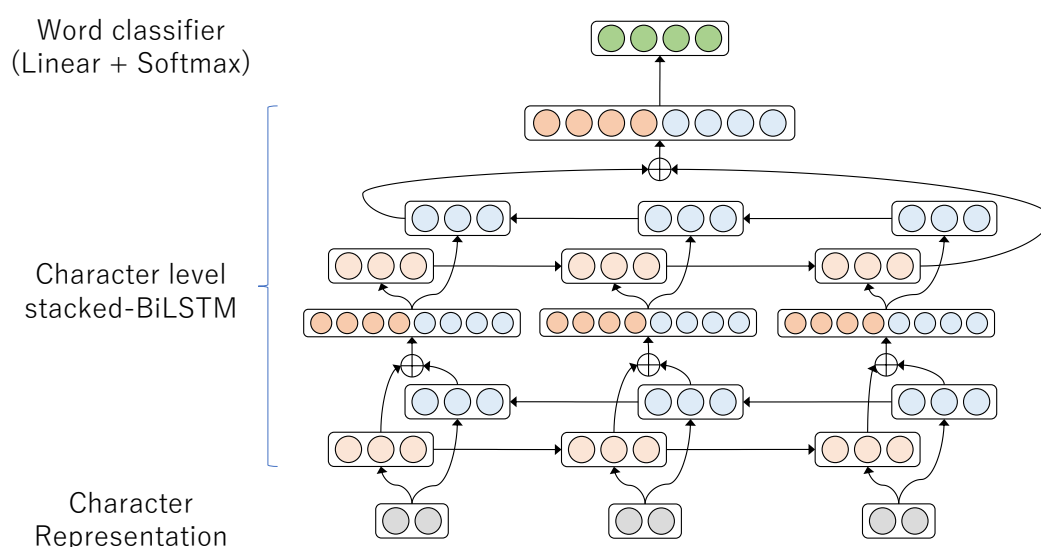 Word classifier
(Linear + Softmax)
Character level
stacked-BiLSTM
Character
Representation